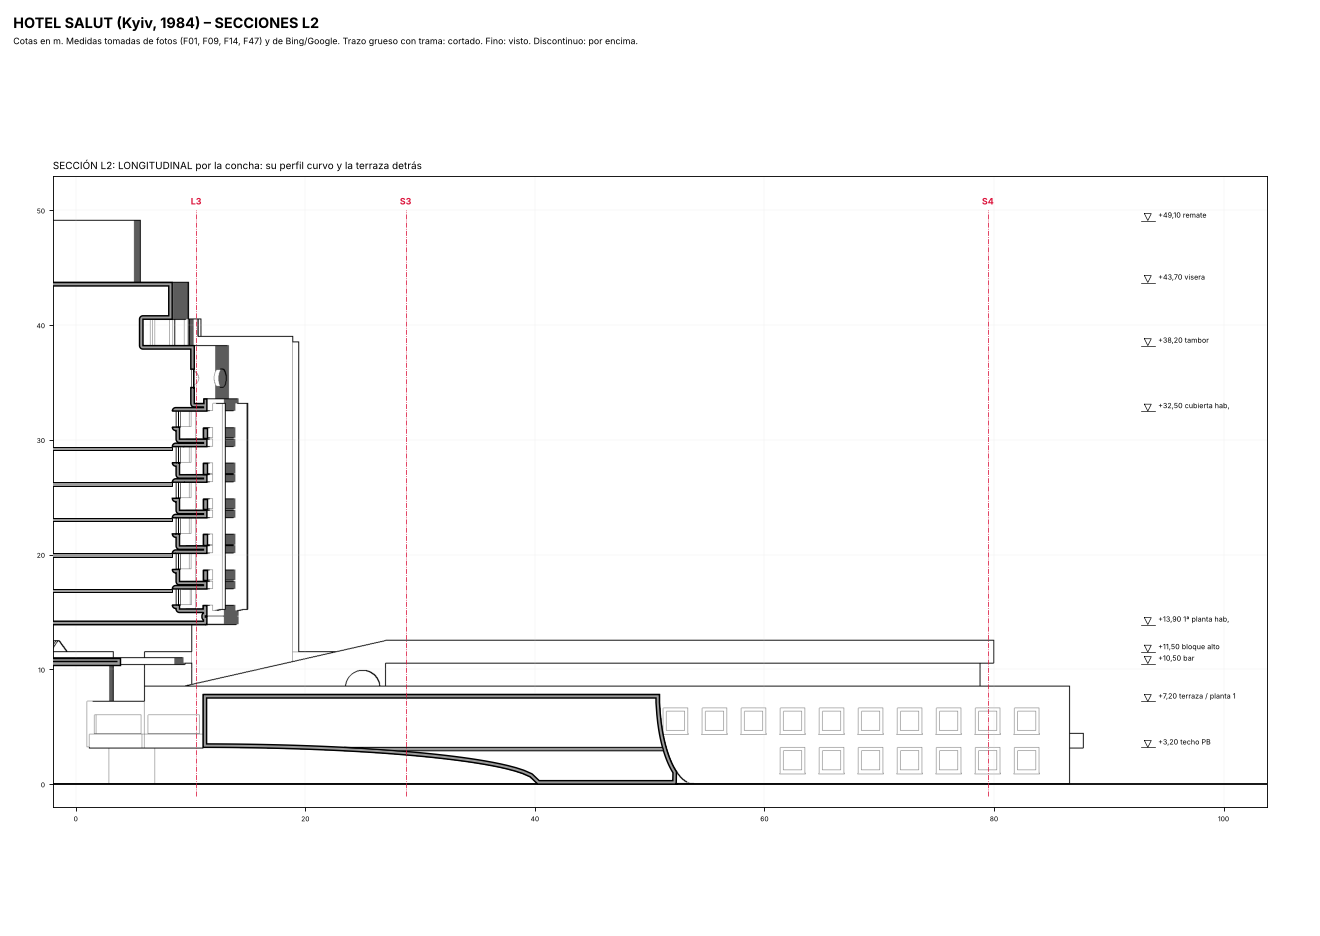 HOTEL SALUT (Kyiv, 1984) – SECCIONES L2
Cotas en m. Medidas tomadas de fotos (F01, F09, F14, F47) y de Bing/Google. Trazo grueso con trama: cortado. Fino: visto. Discontinuo: por encima.
SECCIÓN L2: LONGITUDINAL por la concha: su perfil curvo y la terraza detrás
L3
S3
S4
50
+49,10 remate
+43,70 visera
40
+38,20 tambor
+32,50 cubierta hab,
30
20
+13,90 1ª planta hab,
+11,50 bloque alto
+10,50 bar
10
+7,20 terraza / planta 1
+3,20 techo PB
0
0
20
40
60
80
100